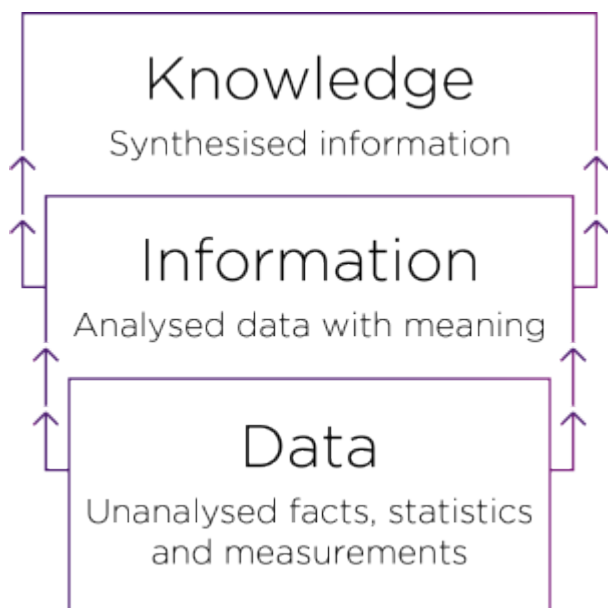 Knowledge
Synthesised information
Information
Analysed data with meaning
Data
Unanalysed facts, statistics
and measurements